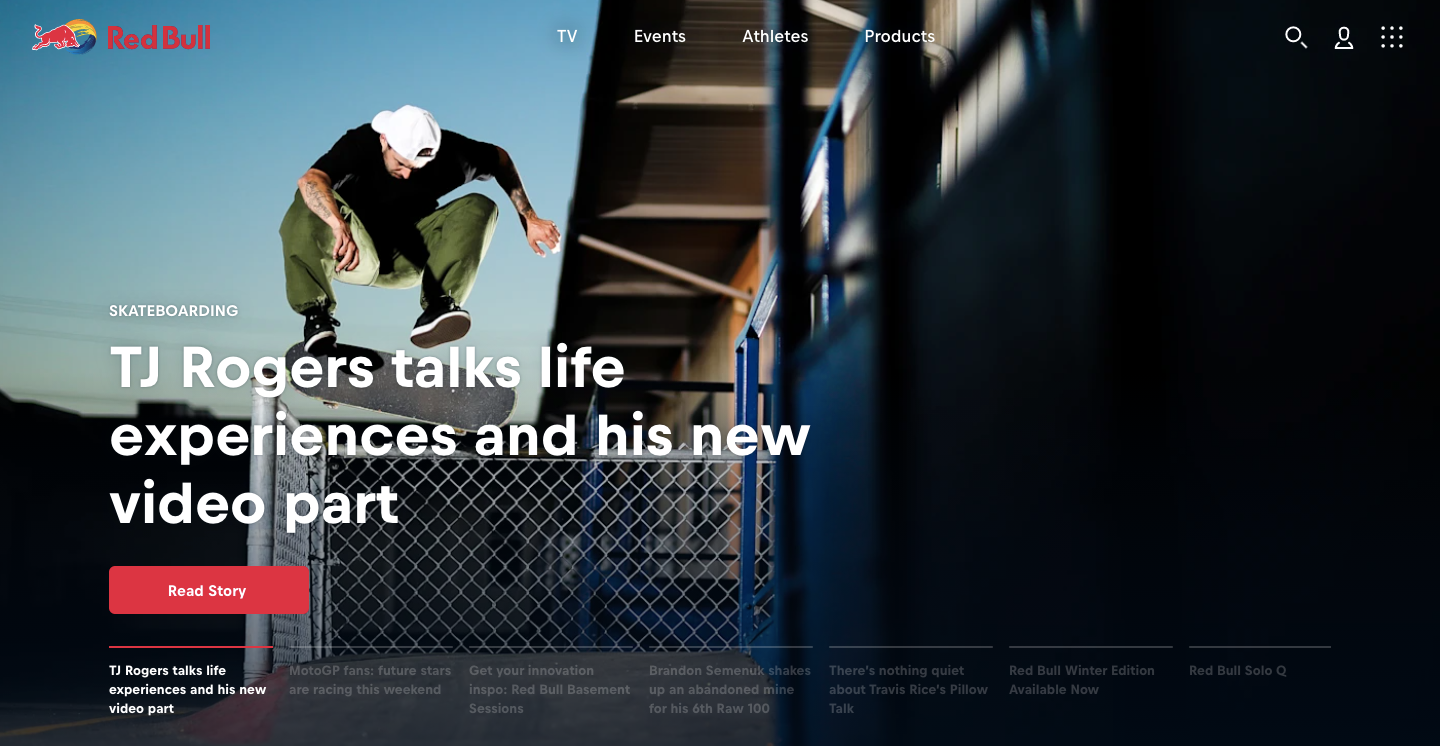 Red Bull
TV
Events
Athletes
Products
SKATEBOARDING
TJ Rogers talks life
experiences and his new
video part
Read Story
TJ Rogers talks life
experiences and his new
video part
MotoGP fans: future stars
are racing this weekend
Get your innovation
inspo: Red Bull Basement
Sessions
Brandon Semenuk shakes
up an abandoned mine
for his 6th Raw 100
There's nothing quiet
about Travis Rice's Pillow
Talk
Red Bull Winter Edition
Available Now
Red Bull Solo Q